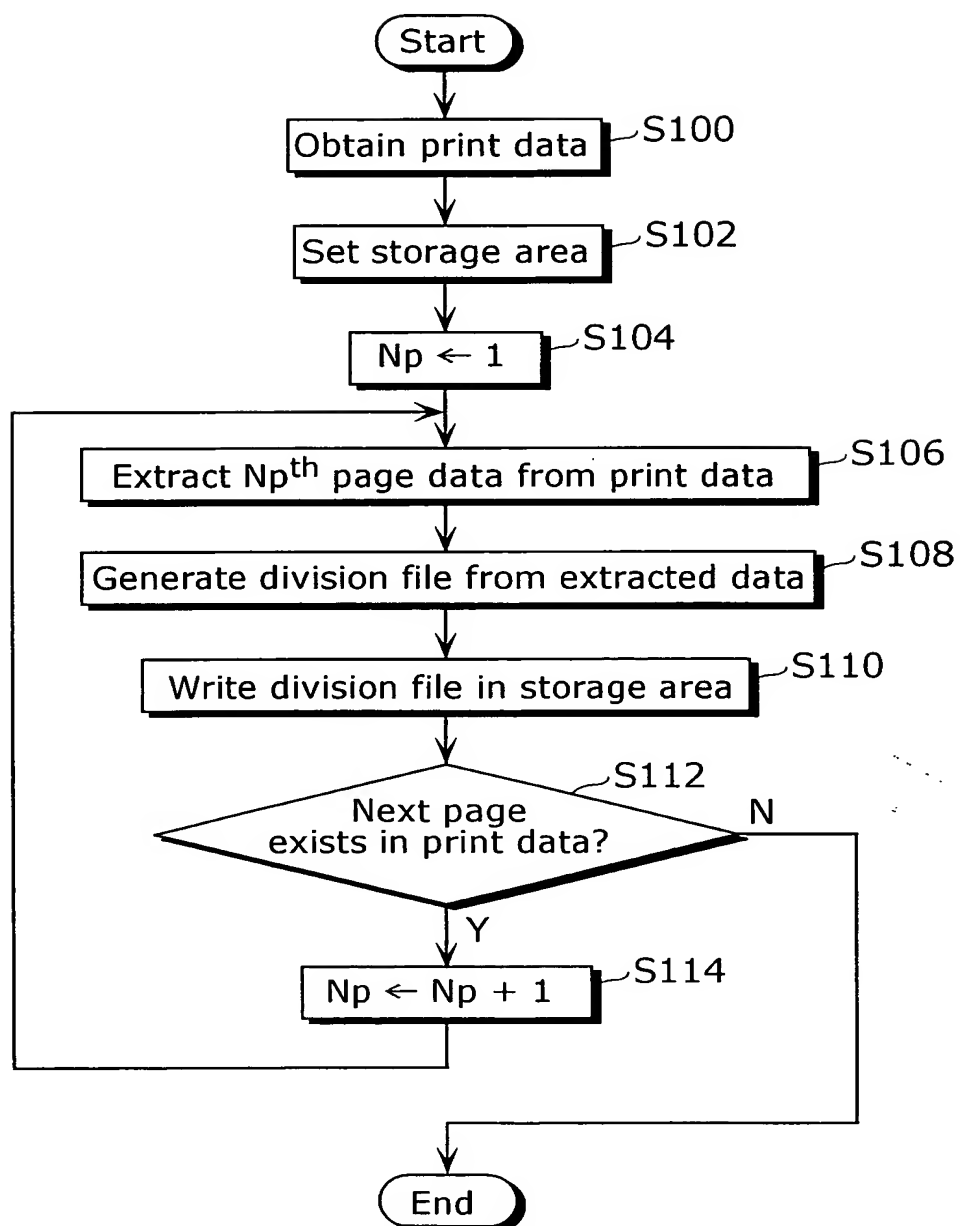 Start
Obtain print data
S100
Set storage area
S102
Np ← 1
S104
Extract Npth page data from print data
S106
Generate division file from extracted data
S108
Write division file in storage area
S110
S112
Next page
exists in print data?
N
Y
Np ← Np + 1
S114
End